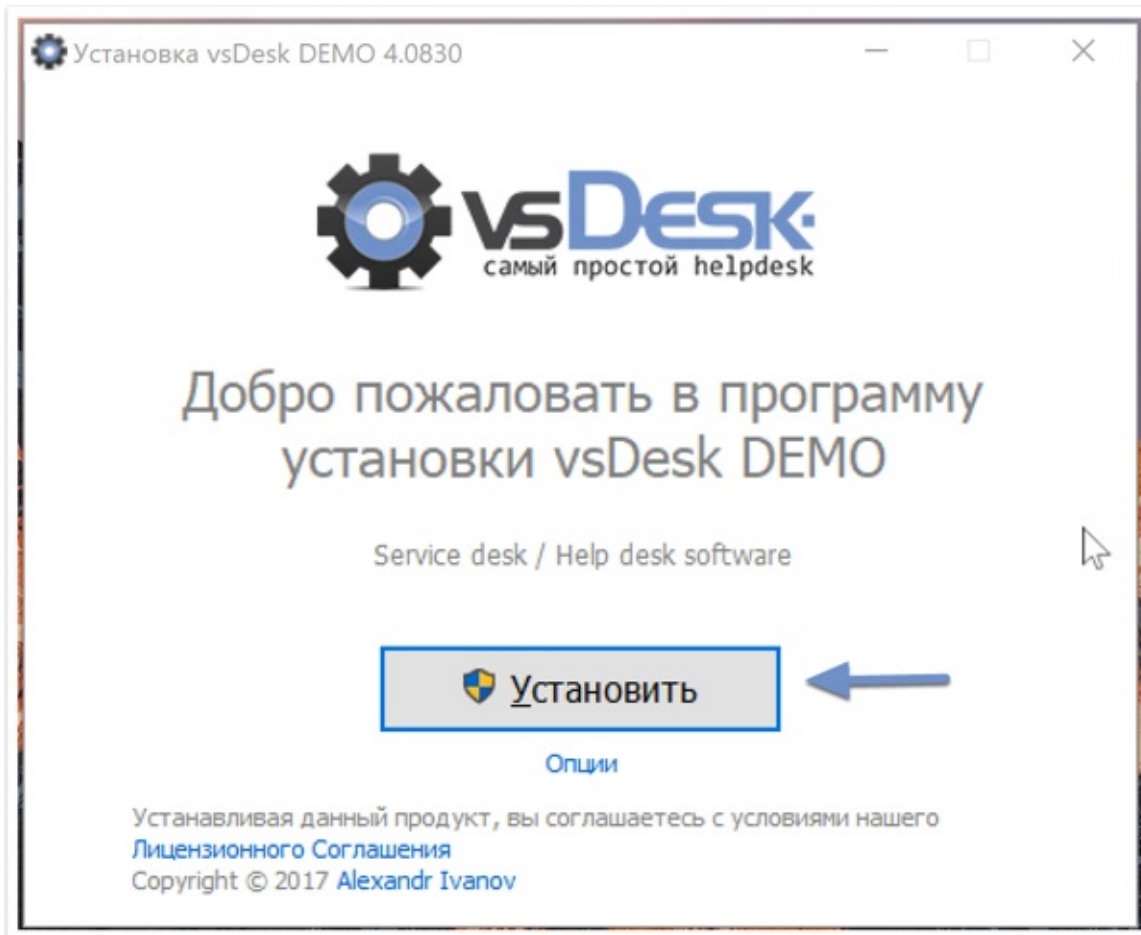 Установка vsDesk DEMO 4.0830
vsDesk
самый простой helpdesk
Добро пожаловать в программу
установки vsDesk DEMO
Service desk / Help desk software
Установить
Опции
Устанавливая данный продукт, вы соглашаетесь с условиями нашего
Лицензионного Соглашения
Copyright © 2017 Alexandr Ivanov